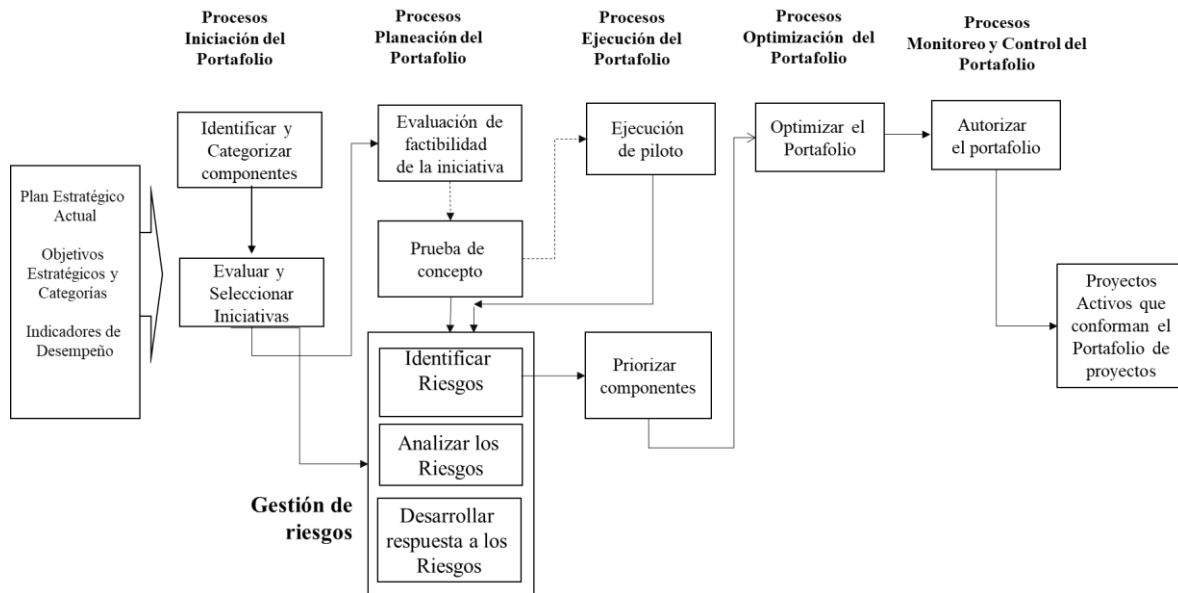 Procesos
Iniciación del
Portafolio
Procesos
Planeación del
Portafolio
Procesos
Ejecución del
Portafolio
Procesos
Optimización del
Portafolio
Procesos
Monitoreo y Control del
Portafolio
Plan Estratégico
Actual
Objetivos
Estratégicos y
Categorías
Indicadores de
Desempeño
Identificar y
Categorizar
componentes
Evaluar y
Seleccionar
Iniciativas
Evaluación de
factibilidad
de la iniciativa
Prueba de
concepto
Gestión de
riesgos
Identificar
Riesgos
Analizar los
Riesgos
Desarrollar
respuesta a los
Riesgos
Ejecución
de piloto
Priorizar
componentes
Optimizar el
Portafolio
Autorizar
el portafolio
Proyectos
Activos que
conforman el
Portafolio de
proyectos